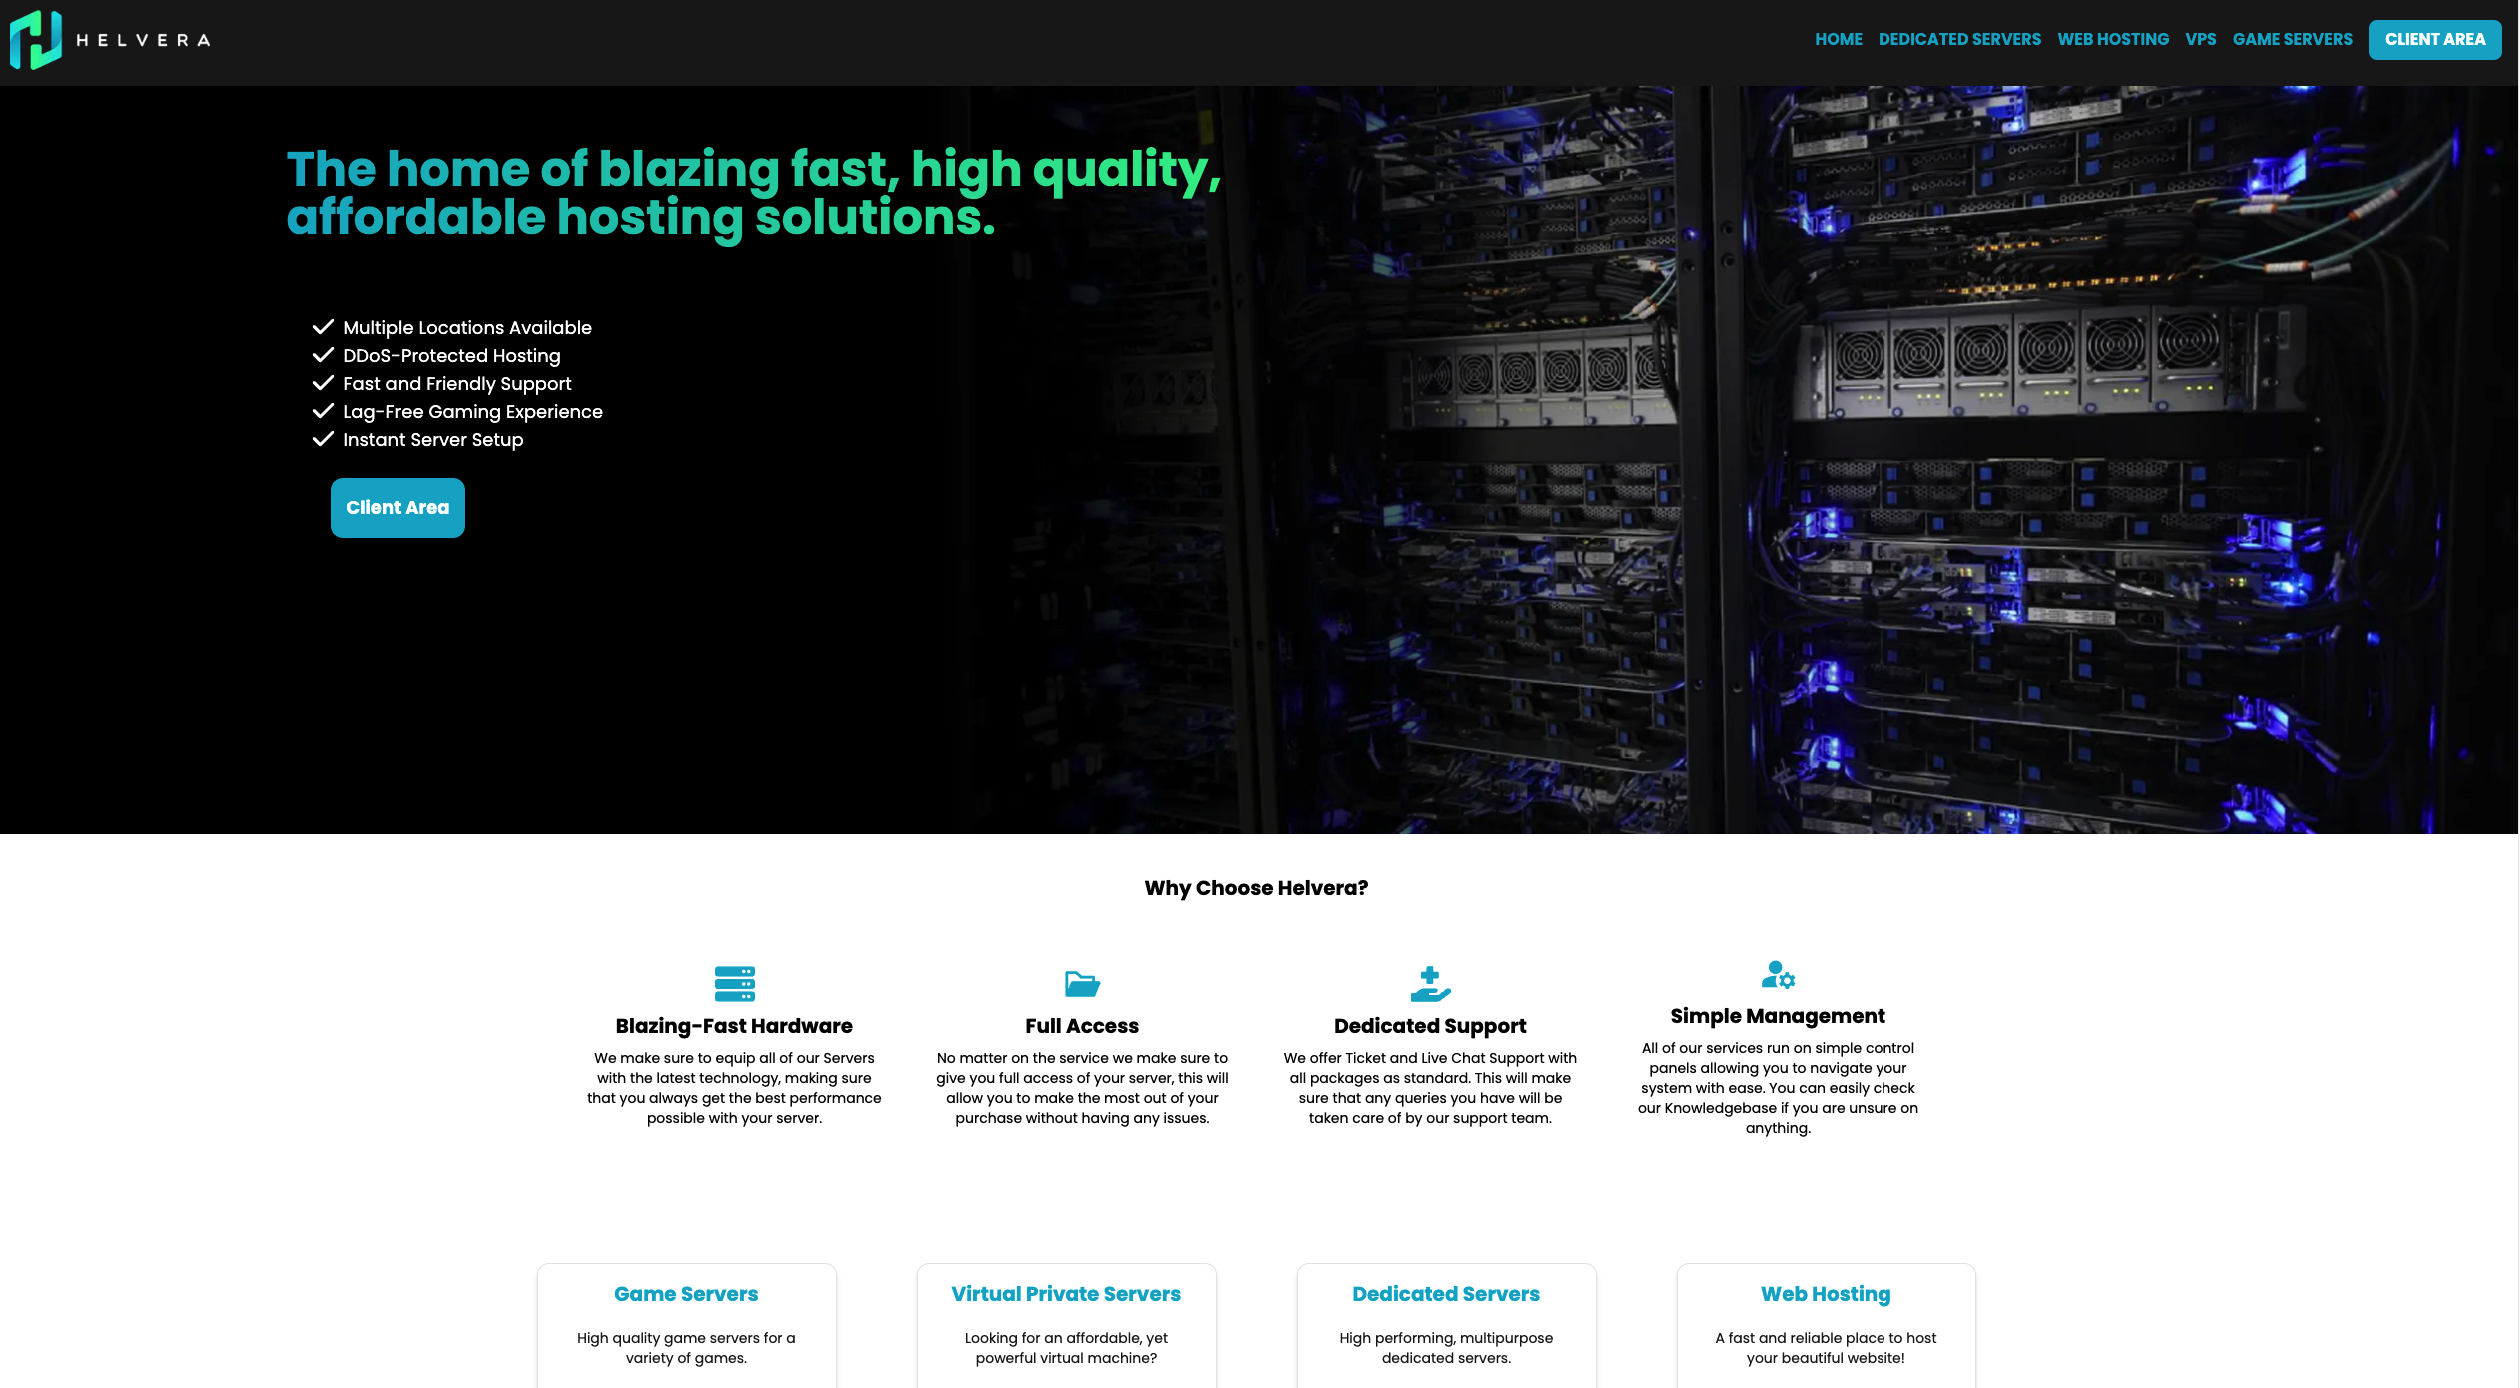 HELVERA
HOME DEDICATED SERVERS WEB HOSTING VPS GAME SERVERS CLIENT AREA
The home of blazing fast, high quality,
affordable hosting solutions.
Multiple Locations Available
DDoS-Protected Hosting
Fast and Friendly Support
Lag-Free Gaming Experience
Instant Server Setup
Client Area
Why Choose Helvera?
Blazing-Fast Hardware
We make sure to equip all of our Servers
with the latest technology, making sure
that you always get the best performance
possible with your server.
Full Access
No matter on the service we make sure to
give you full access of your server, this will
allow you to make the most out of your
purchase without having any issues.
Dedicated Support
We offer Ticket and Live Chat Support with
all packages as standard. This will make
sure that any queries you have will be
taken care of by our support team.
Simple Management
All of our services run on simple control
panels allowing you to navigate your
system with ease. You can easily check
our Knowledgebase if you are unsure on
anything.
Game Servers
High quality game servers for a
variety of games.
Virtual Private Servers
Looking for an affordable, yet
powerful virtual machine?
Dedicated Servers
High performing, multipurpose
dedicated servers.
Web Hosting
A fast and reliable place to host
your beautiful website!